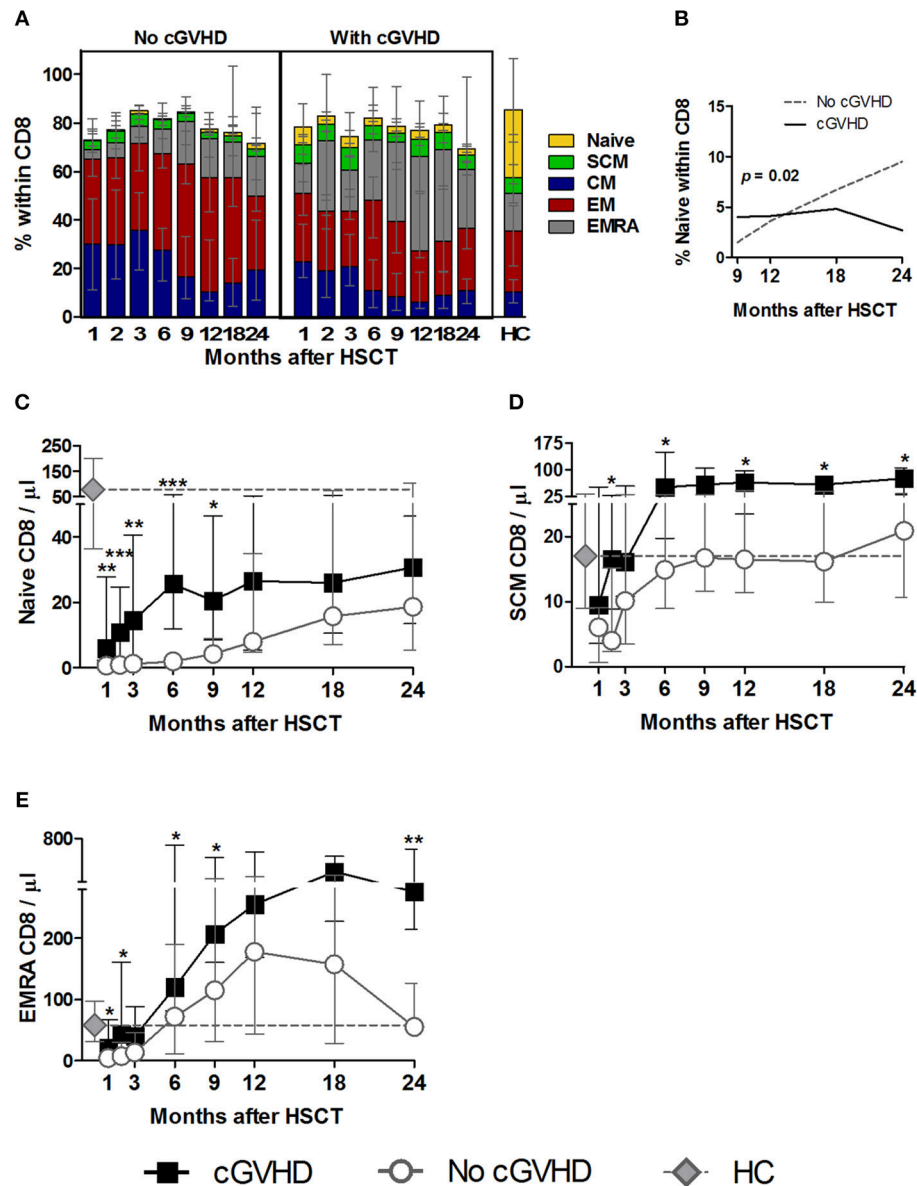 A
No cGVHD
With cGVHD
% within CD8
100
80
60
40
20
0
1 2 3 6 9 12 18 24
1 2 3 6 9 12 18 24
HC
Months after HSCT
Naive
SCM
CM
EM
EMRA
B
No cGVHD
cGVHD
% Naive within CD8
15
10
5
0
p = 0.02
9 12 18 24
Months after HSCT
C
Naive CD8 / µl
250
150
50
40
20
0
** *** ** *** *
1 3 6 9 12 18 24
Months after HSCT
D
SCM CD8 / µl
175
100
25
20
10
0
* * * * *
1 3 6 9 12 18 24
Months after HSCT
E
EMRA CD8 / µl
800
200
100
0
* * * * **
1 3 6 9 12 18 24
Months after HSCT
cGVHD
No cGVHD
HC